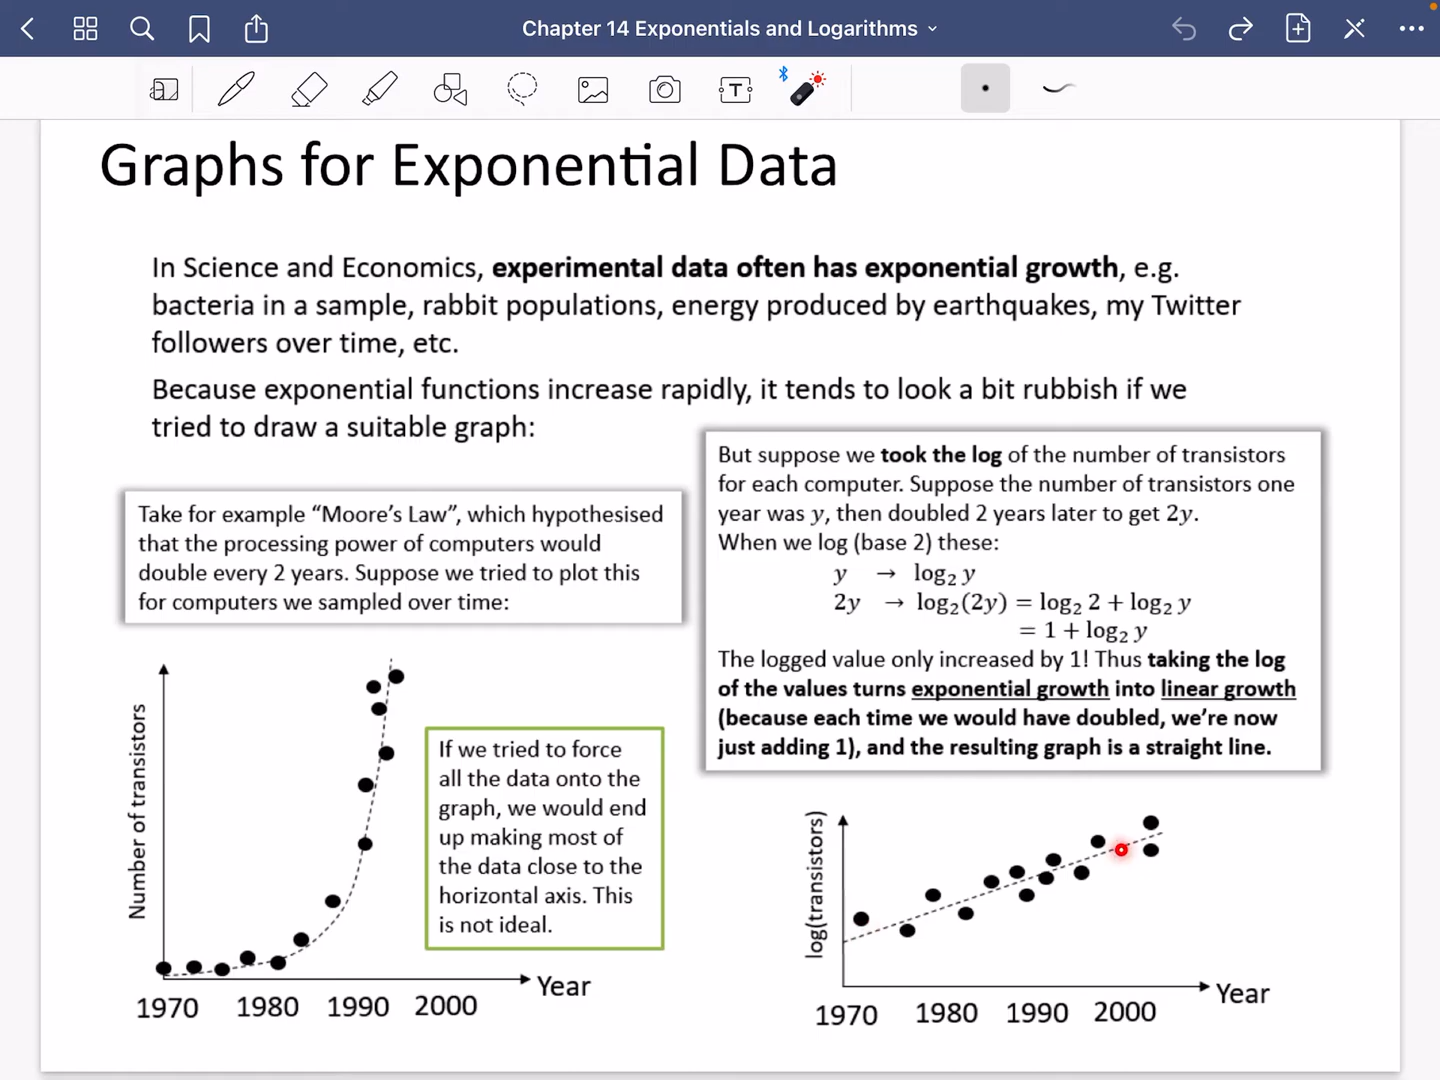 Chapter 14 Exponentials and Logarithms
T
Graphs for Exponential Data
In Science and Economics, experimental data often has exponential growth, e.g.
bacteria in a sample, rabbit populations, energy produced by earthquakes, my Twitter
followers over time, etc.
Because exponential functions increase rapidly, it tends to look a bit rubbish if we
tried to draw a suitable graph:
Take for example “Moore’s Law”, which hypothesised
that the processing power of computers would
double every 2 years. Suppose we tried to plot this
for computers we sampled over time:
Number of transistors
1970 1980 1990 2000
Year
If we tried to force
all the data onto the
graph, we would end
up making most of
the data close to the
horizontal axis. This
is not ideal.
But suppose we took the log of the number of transistors
for each computer. Suppose the number of transistors one
year was y, then doubled 2 years later to get 2y.
When we log (base 2) these:
y → log₂ y
2y → log₂(2y) = log₂ 2 + log₂ y
= 1 + log₂ y
The logged value only increased by 1! Thus taking the log
of the values turns exponential growth into linear growth
(because each time we would have doubled, we’re now
just adding 1), and the resulting graph is a straight line.
log(transistors)
1970 1980 1990 2000
Year